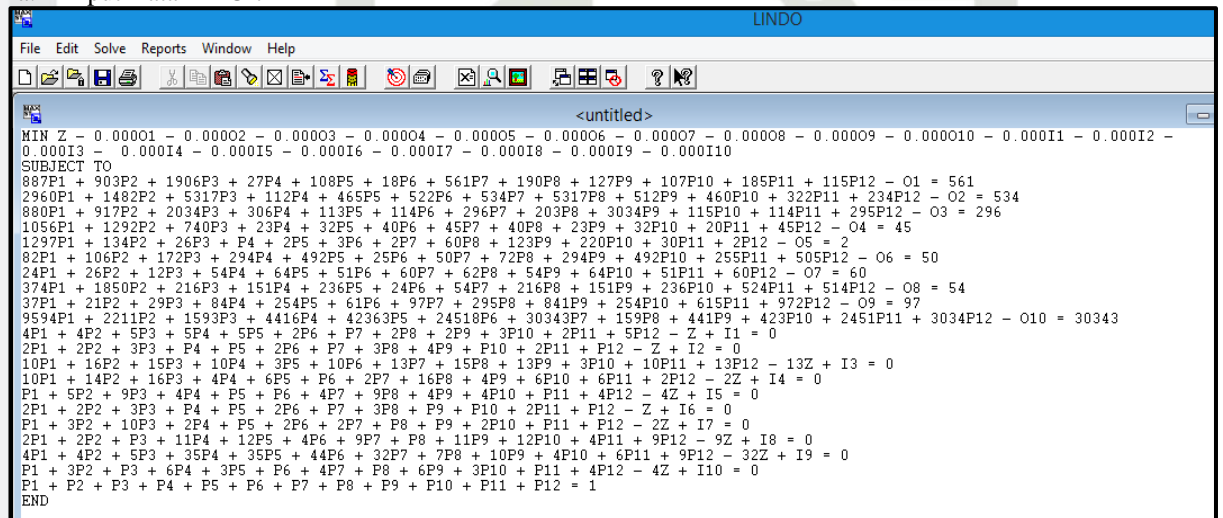 LINDO
File Edit Solve Reports Window Help
<untitled>
MIN Z - 0.000O1 - 0.000O2 - 0.000O3 - 0.000O4 - 0.000O5 - 0.000O6 - 0.000O7 - 0.000O8 - 0.000O9 - 0.000O10 - 0.000I1 - 0.000I2 -
0.000I3 - 0.000I4 - 0.000I5 - 0.000I6 - 0.000I7 - 0.000I8 - 0.000I9 - 0.000I10
SUBJECT TO
887P1 + 903P2 + 1906P3 + 27P4 + 108P5 + 18P6 + 561P7 + 190P8 + 127P9 + 107P10 + 185P11 + 115P12 - O1 = 561
2960P1 + 1482P2 + 5317P3 + 112P4 + 465P5 + 522P6 + 534P7 + 5317P8 + 512P9 + 460P10 + 322P11 + 234P12 - O2 = 534
880P1 + 917P2 + 2034P3 + 306P4 + 113P5 + 114P6 + 296P7 + 203P8 + 3034P9 + 115P10 + 114P11 + 295P12 - O3 = 296
1056P1 + 1292P2 + 740P3 + 23P4 + 32P5 + 40P6 + 45P7 + 40P8 + 23P9 + 32P10 + 20P11 + 45P12 - O4 = 45
1297P1 + 134P2 + 26P3 + P4 + 2P5 + 3P6 + 2P7 + 60P8 + 123P9 + 220P10 + 30P11 + 2P12 - O5 = 2
82P1 + 106P2 + 172P3 + 294P4 + 492P5 + 25P6 + 50P7 + 72P8 + 294P9 + 492P10 + 255P11 + 505P12 - O6 = 50
24P1 + 26P2 + 12P3 + 54P4 + 64P5 + 51P6 + 60P7 + 62P8 + 54P9 + 64P10 + 51P11 + 60P12 - O7 = 60
374P1 + 1850P2 + 216P3 + 151P4 + 236P5 + 24P6 + 54P7 + 216P8 + 151P9 + 236P10 + 524P11 + 514P12 - O8 = 54
37P1 + 21P2 + 29P3 + 84P4 + 254P5 + 61P6 + 97P7 + 295P8 + 841P9 + 254P10 + 615P11 + 972P12 - O9 = 97
9594P1 + 2211P2 + 1593P3 + 4416P4 + 42363P5 + 24518P6 + 30343P7 + 159P8 + 441P9 + 423P10 + 2451P11 + 3034P12 - O10 = 30343
4P1 + 4P2 + 5P3 + 5P4 + 5P5 + 2P6 + P7 + 2P8 + 2P9 + 3P10 + 2P11 + 5P12 - Z + I1 = 0
2P1 + 2P2 + 3P3 + P4 + P5 + 2P6 + P7 + 3P8 + 4P9 + P10 + 2P11 + P12 - Z + I2 = 0
10P1 + 16P2 + 15P3 + 10P4 + 3P5 + 10P6 + 13P7 + 15P8 + 13P9 + 3P10 + 10P11 + 13P12 - 13Z + I3 = 0
10P1 + 14P2 + 16P3 + 4P4 + 6P5 + P6 + 2P7 + 16P8 + 4P9 + 6P10 + 6P11 + 2P12 - 2Z + I4 = 0
P1 + 5P2 + 9P3 + 4P4 + P5 + P6 + 4P7 + 9P8 + 4P9 + 4P10 + P11 + 4P12 - 4Z + I5 = 0
2P1 + 2P2 + 3P3 + P4 + P5 + 2P6 + P7 + 3P8 + P9 + P10 + 2P11 + P12 - Z + I6 = 0
P1 + 3P2 + 10P3 + 2P4 + P5 + 2P6 + 2P7 + P8 + P9 + 2P10 + P11 + P12 - 2Z + I7 = 0
2P1 + 2P2 + P3 + 11P4 + 12P5 + 4P6 + 9P7 + P8 + 11P9 + 12P10 + 4P11 + 9P12 - 9Z + I8 = 0
4P1 + 4P2 + 5P3 + 35P4 + 35P5 + 44P6 + 32P7 + 7P8 + 10P9 + 4P10 + 6P11 + 9P12 - 32Z + I9 = 0
P1 + 3P2 + P3 + 6P4 + 3P5 + P6 + 4P7 + P8 + 6P9 + 3P10 + P11 + 4P12 - 4Z + I10 = 0
P1 + P2 + P3 + P4 + P5 + P6 + P7 + P8 + P9 + P10 + P11 + P12 = 1
END